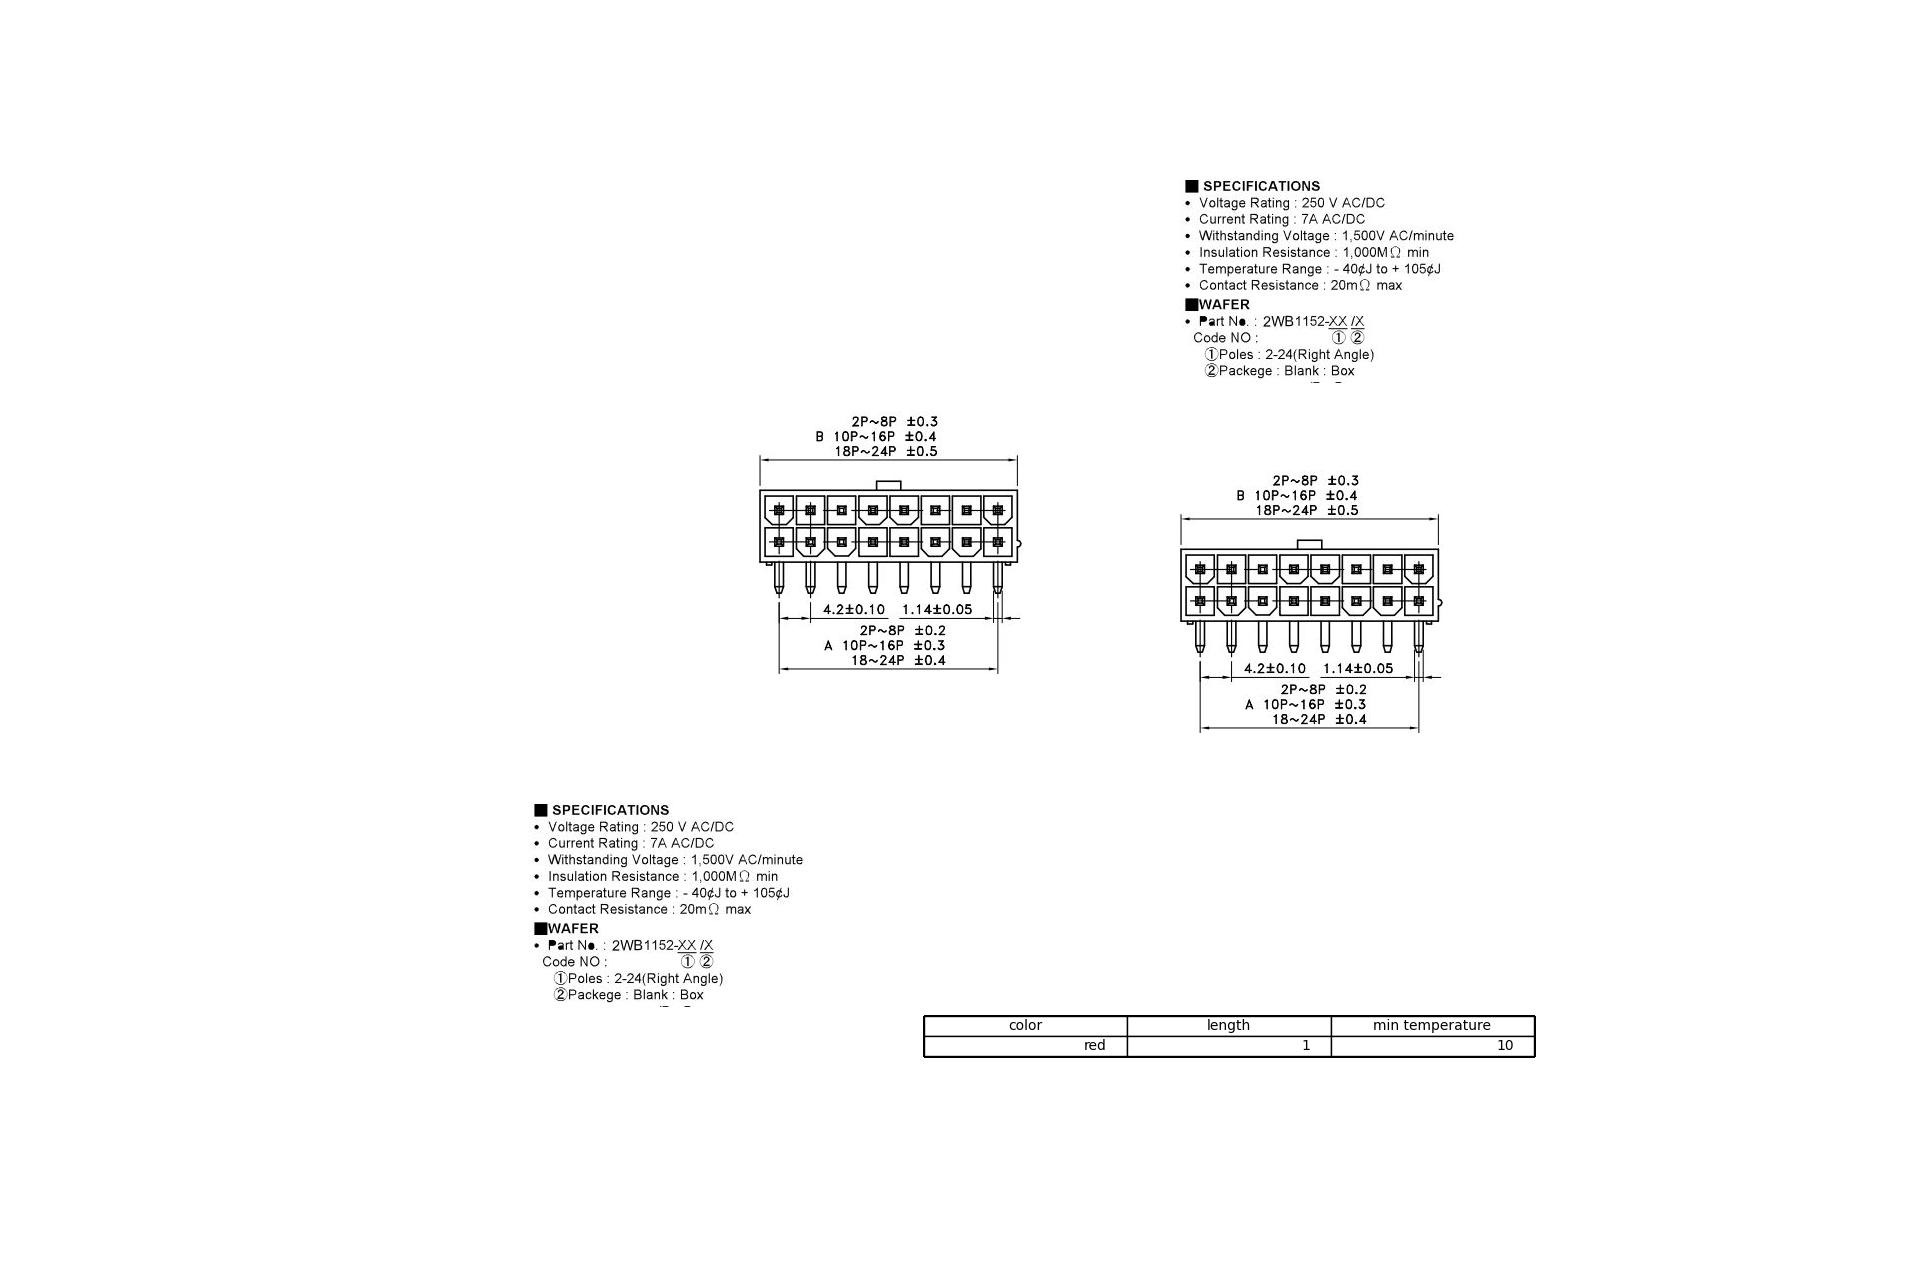 ■ SPECIFICATIONS
• Voltage Rating : 250 V AC/DC
• Current Rating : 7A AC/DC
• Withstanding Voltage : 1,500V AC/minute
• Insulation Resistance : 1,000MΩ min
• Temperature Range : - 40¢J to + 105¢J
• Contact Resistance : 20mΩ max
■WAFER
• Part No. : 2WB1152-XX /X
Code NO : ① ②
①Poles : 2-24(Right Angle)
②Packege : Blank : Box
2P~8P ±0.3
B 10P~16P ±0.4
18P~24P ±0.5
4.2±0.10 1.14±0.05
2P~8P ±0.2
A 10P~16P ±0.3
18~24P ±0.4
2P~8P ±0.3
B 10P~16P ±0.4
18P~24P ±0.5
4.2±0.10 1.14±0.05
2P~8P ±0.2
A 10P~16P ±0.3
18~24P ±0.4
■ SPECIFICATIONS
• Voltage Rating : 250 V AC/DC
• Current Rating : 7A AC/DC
• Withstanding Voltage : 1,500V AC/minute
• Insulation Resistance : 1,000MΩ min
• Temperature Range : - 40¢J to + 105¢J
• Contact Resistance : 20mΩ max
■WAFER
• Part No. : 2WB1152-XX /X
Code NO : ① ②
①Poles : 2-24(Right Angle)
②Packege : Blank : Box
color length min temperature
red 1 10